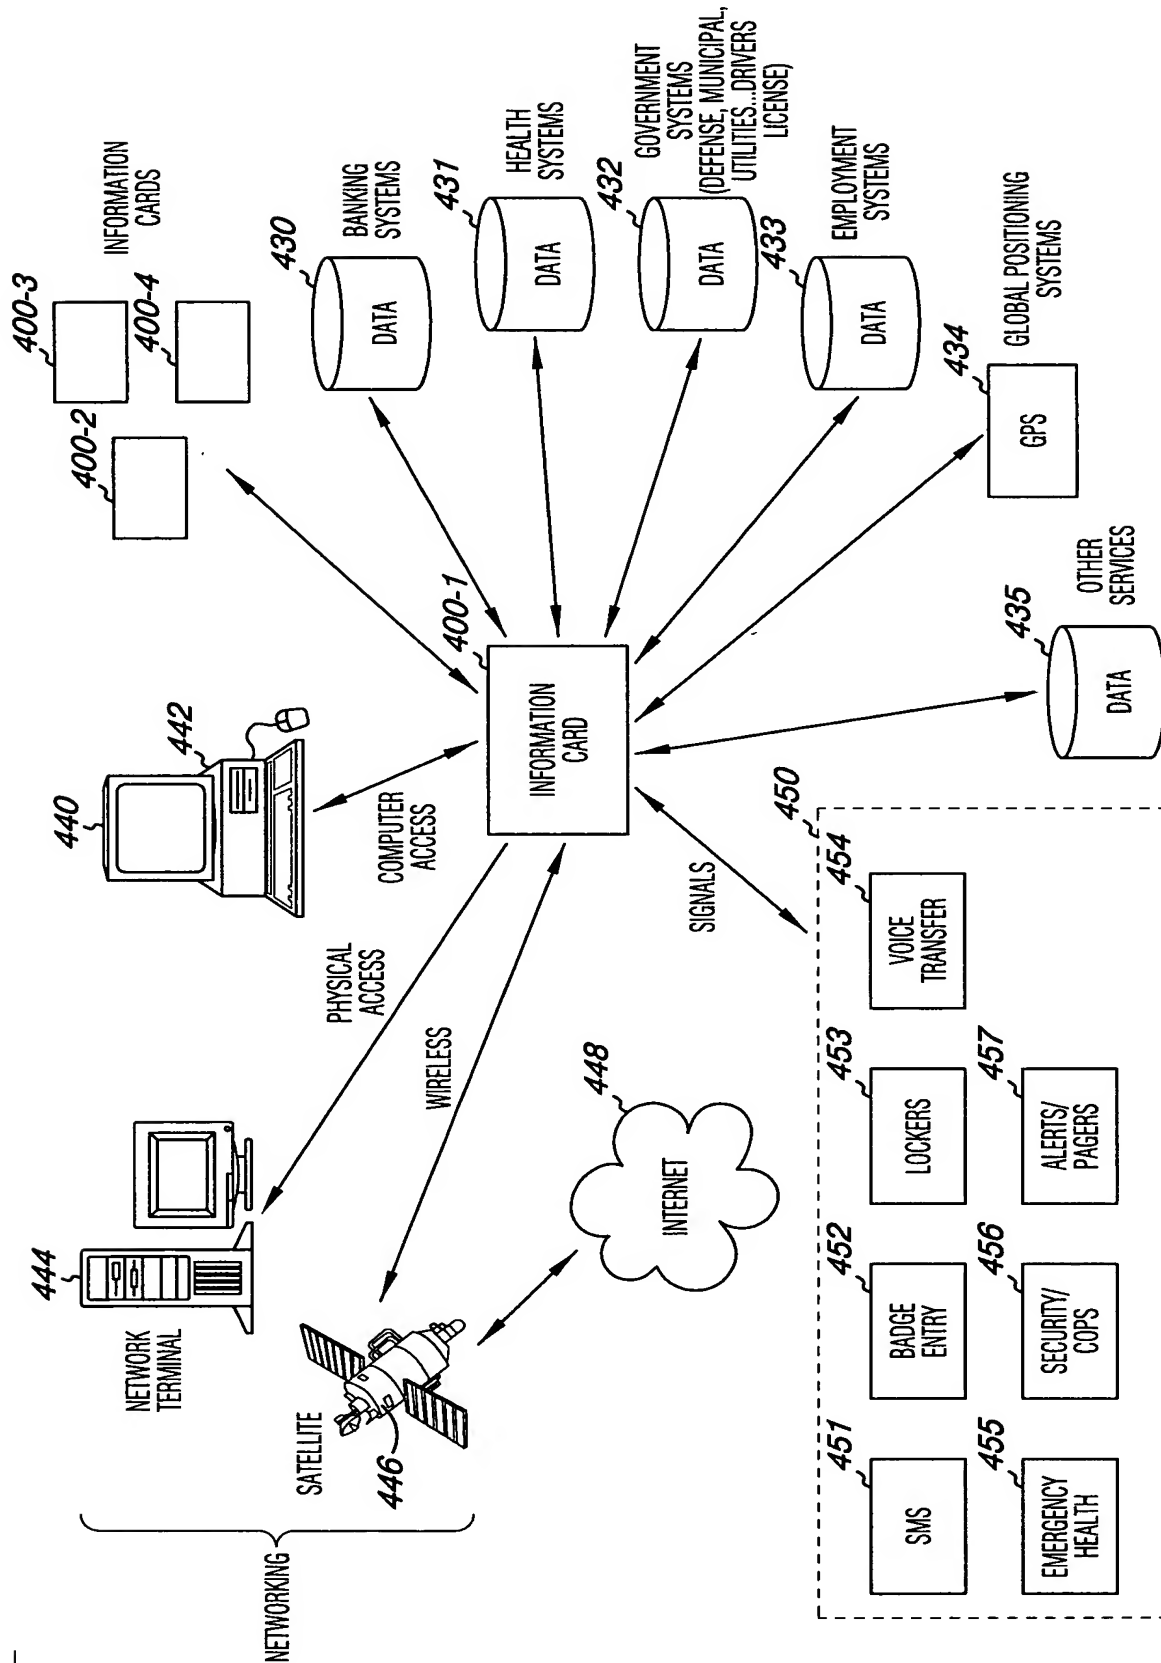 NETWORKING
NETWORK
TERMINAL
444
SATELLITE
446
PHYSICAL
ACCESS
WIRELESS
448
INTERNET
440
442
COMPUTER
ACCESS
400-1
INFORMATION
CARD
INFORMATION
CARDS
400-2
400-3
400-4
430
DATA
BANKING
SYSTEMS
431
DATA
HEALTH
SYSTEMS
432
DATA
GOVERNMENT
SYSTEMS
(DEFENSE, MUNICIPAL,
UTILITIES...DRIVERS
LICENSE)
433
DATA
EMPLOYMENT
SYSTEMS
434
GPS
GLOBAL POSITIONING
SYSTEMS
435
DATA
OTHER
SERVICES
SIGNALS
450
451
SMS
452
BADGE
ENTRY
453
LOCKERS
454
VOICE
TRANSFER
455
EMERGENCY
HEALTH
456
SECURITY/
COPS
457
ALERTS/
PAGERS